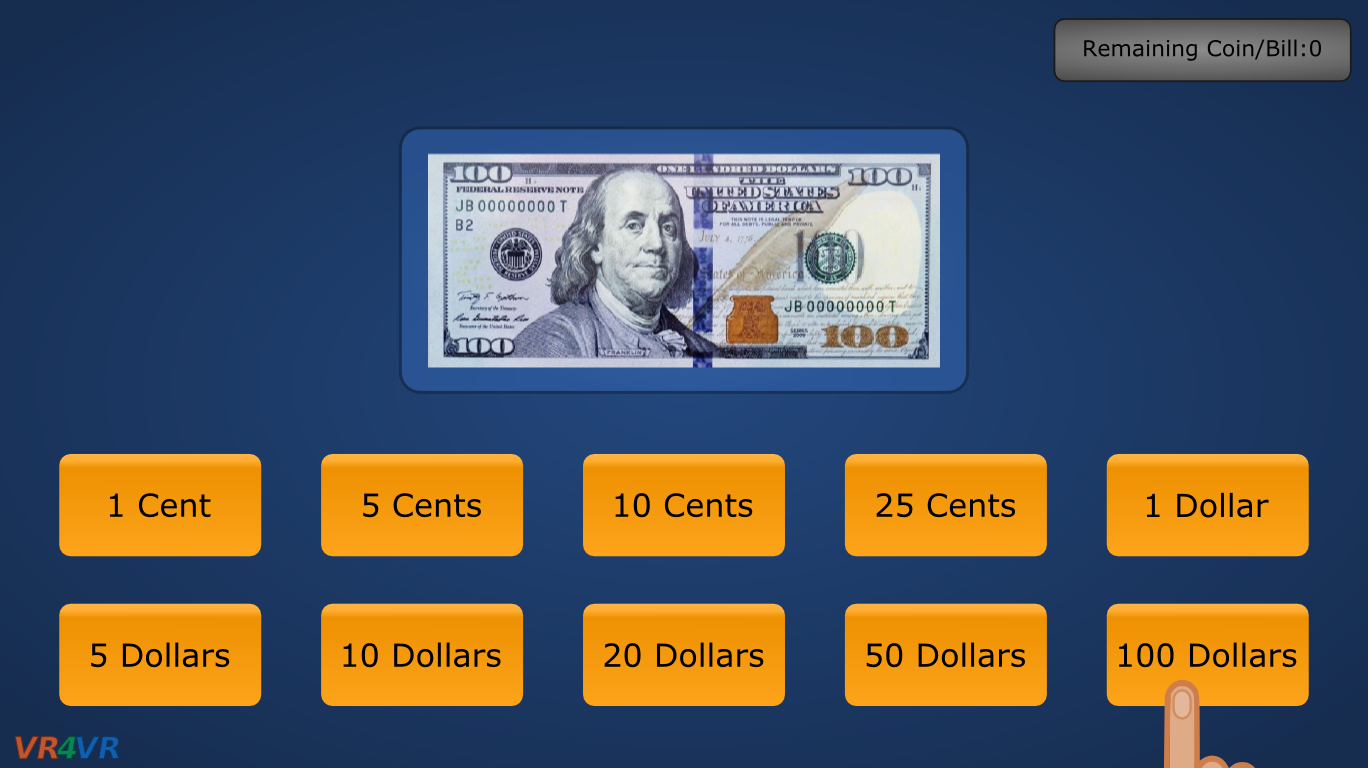 Remaining Coin/Bill:0
ONE HUNDRED DOLLARS
100
100
FEDERAL RESERVE NOTE
THE
UNITED STATES
OF AMERICA
JB 00000000 T
B2
THIS NOTE IS LEGAL TENDER
FOR ALL DEBTS, PUBLIC AND PRIVATE
JULY 4, 1776
JB 00000000 T
100
FRANKLIN
100
1 Cent
5 Cents
10 Cents
25 Cents
1 Dollar
5 Dollars
10 Dollars
20 Dollars
50 Dollars
100 Dollars
VR4VR